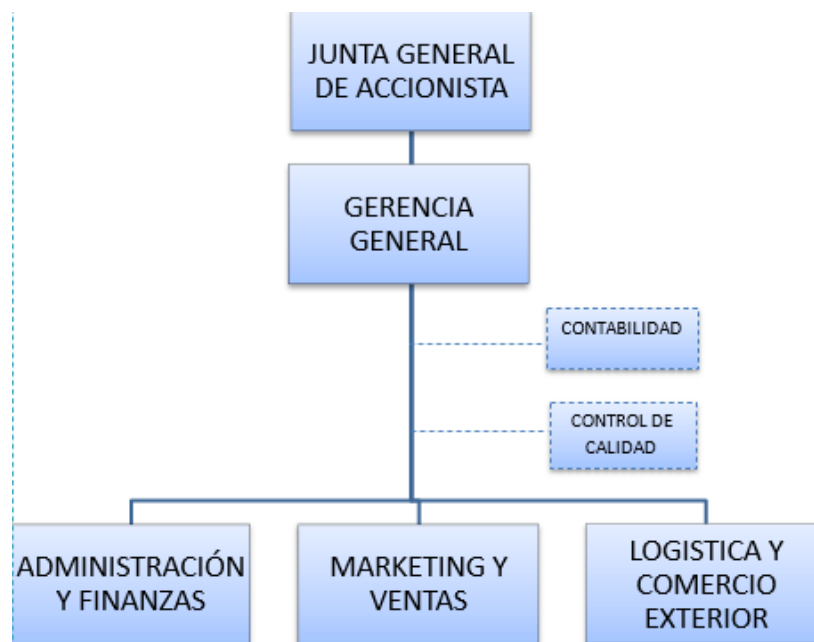 JUNTA GENERAL
DE ACCIONISTA
GERENCIA
GENERAL
CONTABILIDAD
CONTROL DE
CALIDAD
ADMINISTRACIÓN
Y FINANZAS
MARKETING Y
VENTAS
LOGISTICA Y
COMERCIO
EXTERIOR